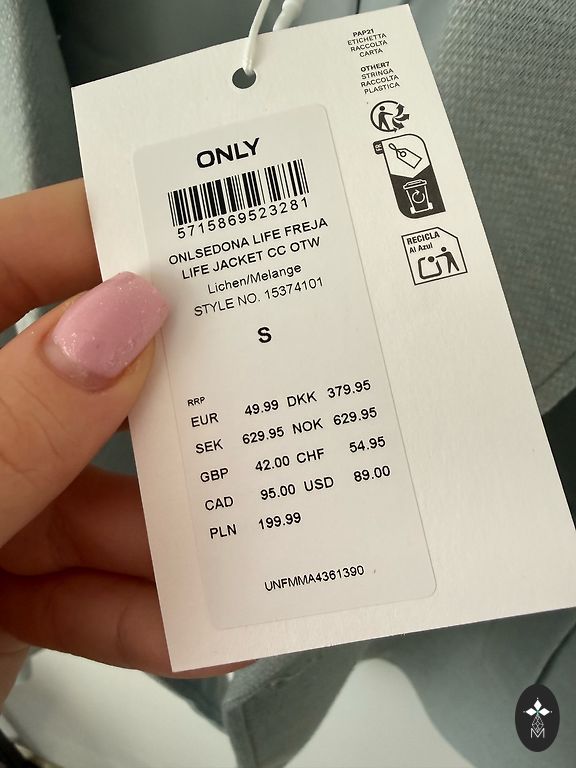 PAP21
ETICHETTA
RACCOLTA
CARTA
OTHER7
STRINGA
RACCOLTA
PLASTICA
ONLY
5715869523281
ONLSEDONA LIFE FREJA
LIFE JACKET CC OTW
Lichen/Melange
STYLE NO. 15374101
S
RECICLA
Al Azul
RRP
EUR 49.99 DKK 379.95
SEK 629.95 NOK 629.95
GBP 42.00 CHF 54.95
CAD 95.00 USD 89.00
PLN 199.99
UNFMMA4361390
M